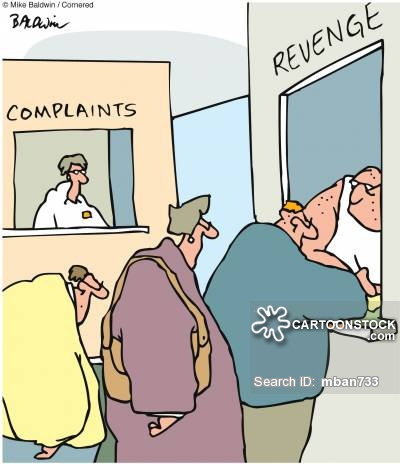 © Mike Baldwin / Cornered
BALDWIN
REVENGE
COMPLAINTS
CARTOONSTOCK
.com
Search ID: mban733